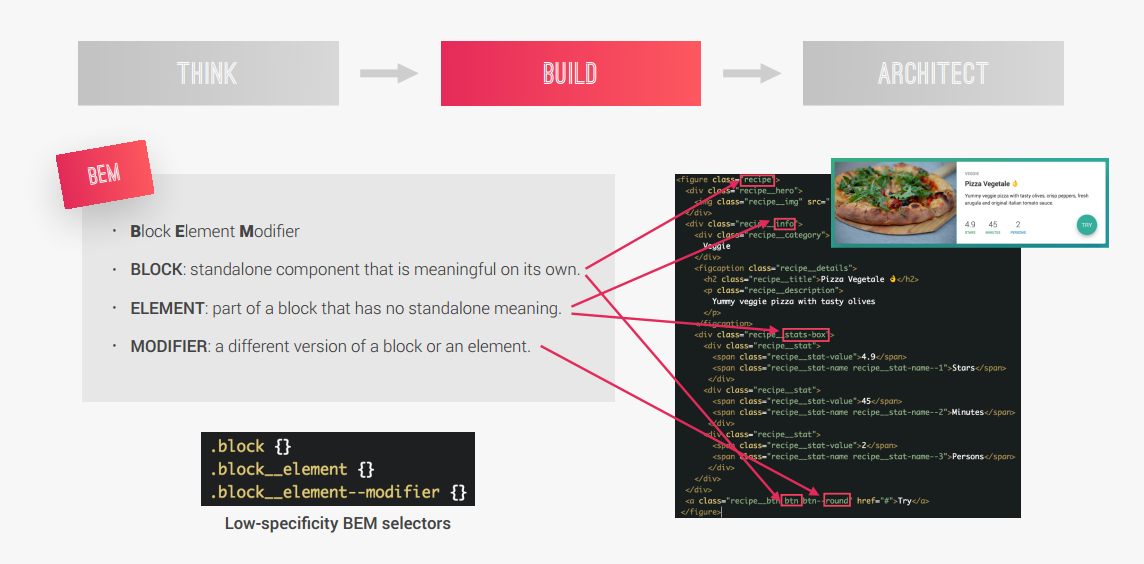 THINK
BUILD
ARCHITECT
BEM
Block Element Modifier
BLOCK: standalone component that is meaningful on its own.
ELEMENT: part of a block that has no standalone meaning.
MODIFIER: a different version of a block or an element.
.block {}
.block__element {}
.block__element--modifier {}
Low-specificity BEM selectors
<figure class="recipe">
<div class="recipe__hero">
<img class="recipe__img" src="
</div>
<div class="recipe__info">
<div class="recipe__category">
Veggie
</div>
<figcaption class="recipe__details">
<h2 class="recipe__title">Pizza Vegetale 👌</h2>
<p class="recipe__description">
Yummy veggie pizza with tasty olives
</p>
</figcaption>
<div class="recipe__stats-box">
<div class="recipe__stat">
<span class="recipe__stat-value">4.9</span>
<span class="recipe__stat-name recipe__stat-name--1">Stars</span>
</div>
<div class="recipe__stat">
<span class="recipe__stat-value">45</span>
<span class="recipe__stat-name recipe__stat-name--2">Minutes</span>
</div>
<div class="recipe__stat">
<span class="recipe__stat-value">2</span>
<span class="recipe__stat-name recipe__stat-name--3">Persons</span>
</div>
</div>
</div>
<a class="recipe__btn btn btn--round" href="#">Try</a>
</figure>
VEGGIE
Pizza Vegetale 👌
Yummy veggie pizza with tasty olives, crisp peppers, fresh
arugula and original italian tomato sauce.
4.9 45 2
STARS MINUTES PERSONS
TRY